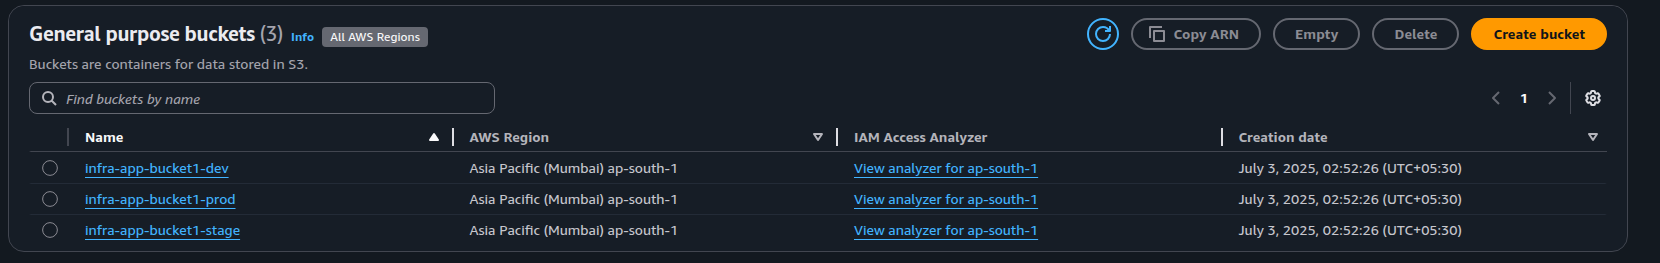 General purpose buckets (3) Info All AWS Regions
Copy ARN Empty Delete Create bucket
Buckets are containers for data stored in S3.
Find buckets by name
1
Name AWS Region IAM Access Analyzer Creation date
infra-app-bucket1-dev Asia Pacific (Mumbai) ap-south-1 View analyzer for ap-south-1 July 3, 2025, 02:52:26 (UTC+05:30)
infra-app-bucket1-prod Asia Pacific (Mumbai) ap-south-1 View analyzer for ap-south-1 July 3, 2025, 02:52:26 (UTC+05:30)
infra-app-bucket1-stage Asia Pacific (Mumbai) ap-south-1 View analyzer for ap-south-1 July 3, 2025, 02:52:26 (UTC+05:30)